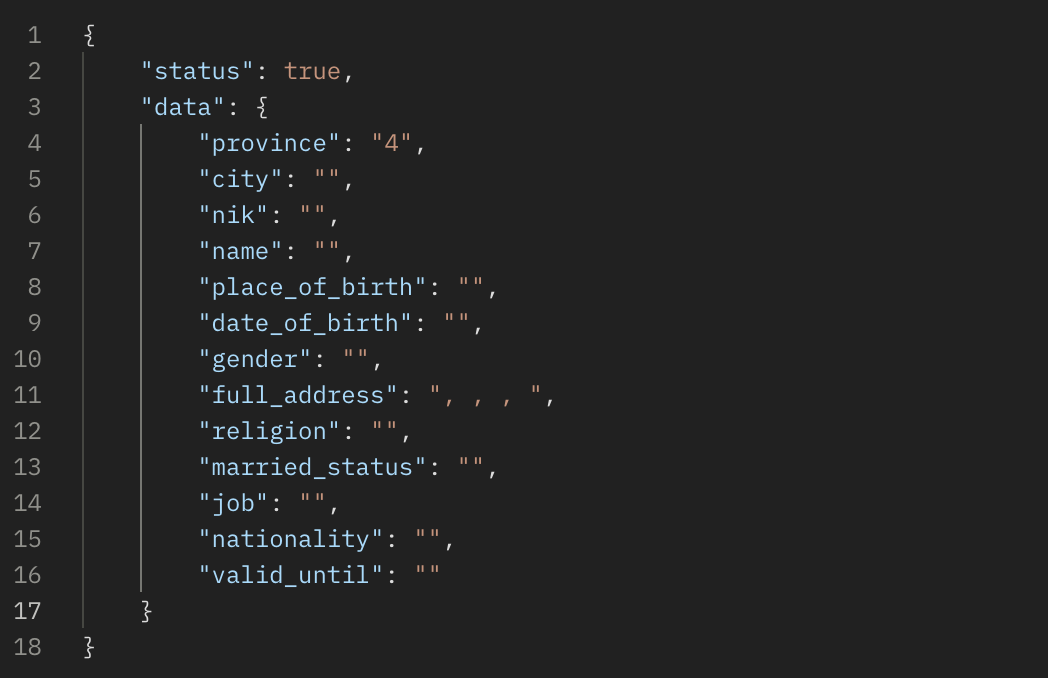 1 {
2 "status": true,
3 "data": {
4 "province": "4",
5 "city": "",
6 "nik": "",
7 "name": "",
8 "place_of_birth": "",
9 "date_of_birth": "",
10 "gender": "",
11 "full_address": ", , , ",
12 "religion": "",
13 "married_status": "",
14 "job": "",
15 "nationality": "",
16 "valid_until": ""
17 }
18 }